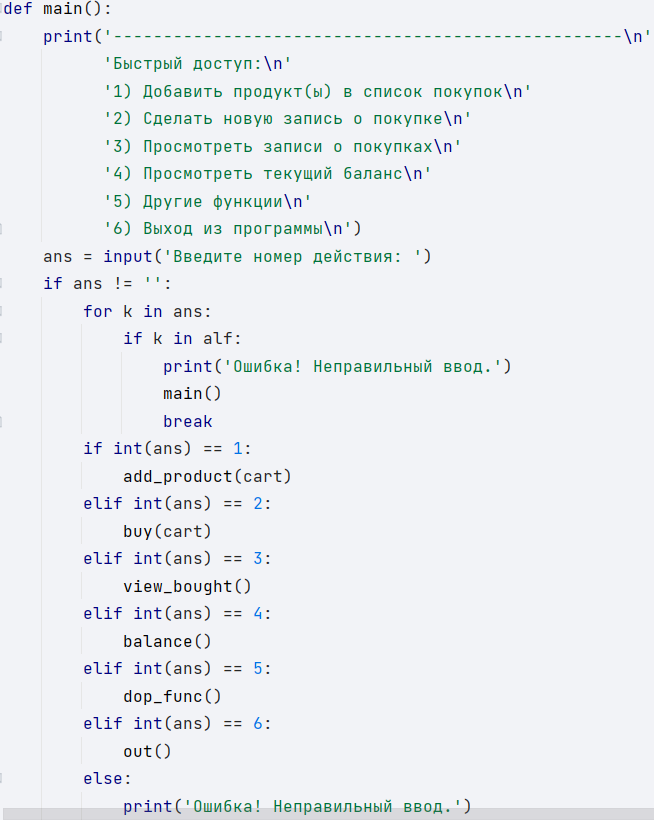 def main():
    print('---------------------------------------------------\n'
          'Быстрый доступ:\n'
          '1) Добавить продукт(ы) в список покупок\n'
          '2) Сделать новую запись о покупке\n'
          '3) Просмотреть записи о покупках\n'
          '4) Просмотреть текущий баланс\n'
          '5) Другие функции\n'
          '6) Выход из программы\n')
    ans = input('Введите номер действия: ')
    if ans != '':
        for k in ans:
            if k in alf:
                print('Ошибка! Неправильный ввод.')
                main()
                break
        if int(ans) == 1:
            add_product(cart)
        elif int(ans) == 2:
            buy(cart)
        elif int(ans) == 3:
            view_bought()
        elif int(ans) == 4:
            balance()
        elif int(ans) == 5:
            dop_func()
        elif int(ans) == 6:
            out()
        else:
            print('Ошибка! Неправильный ввод.')